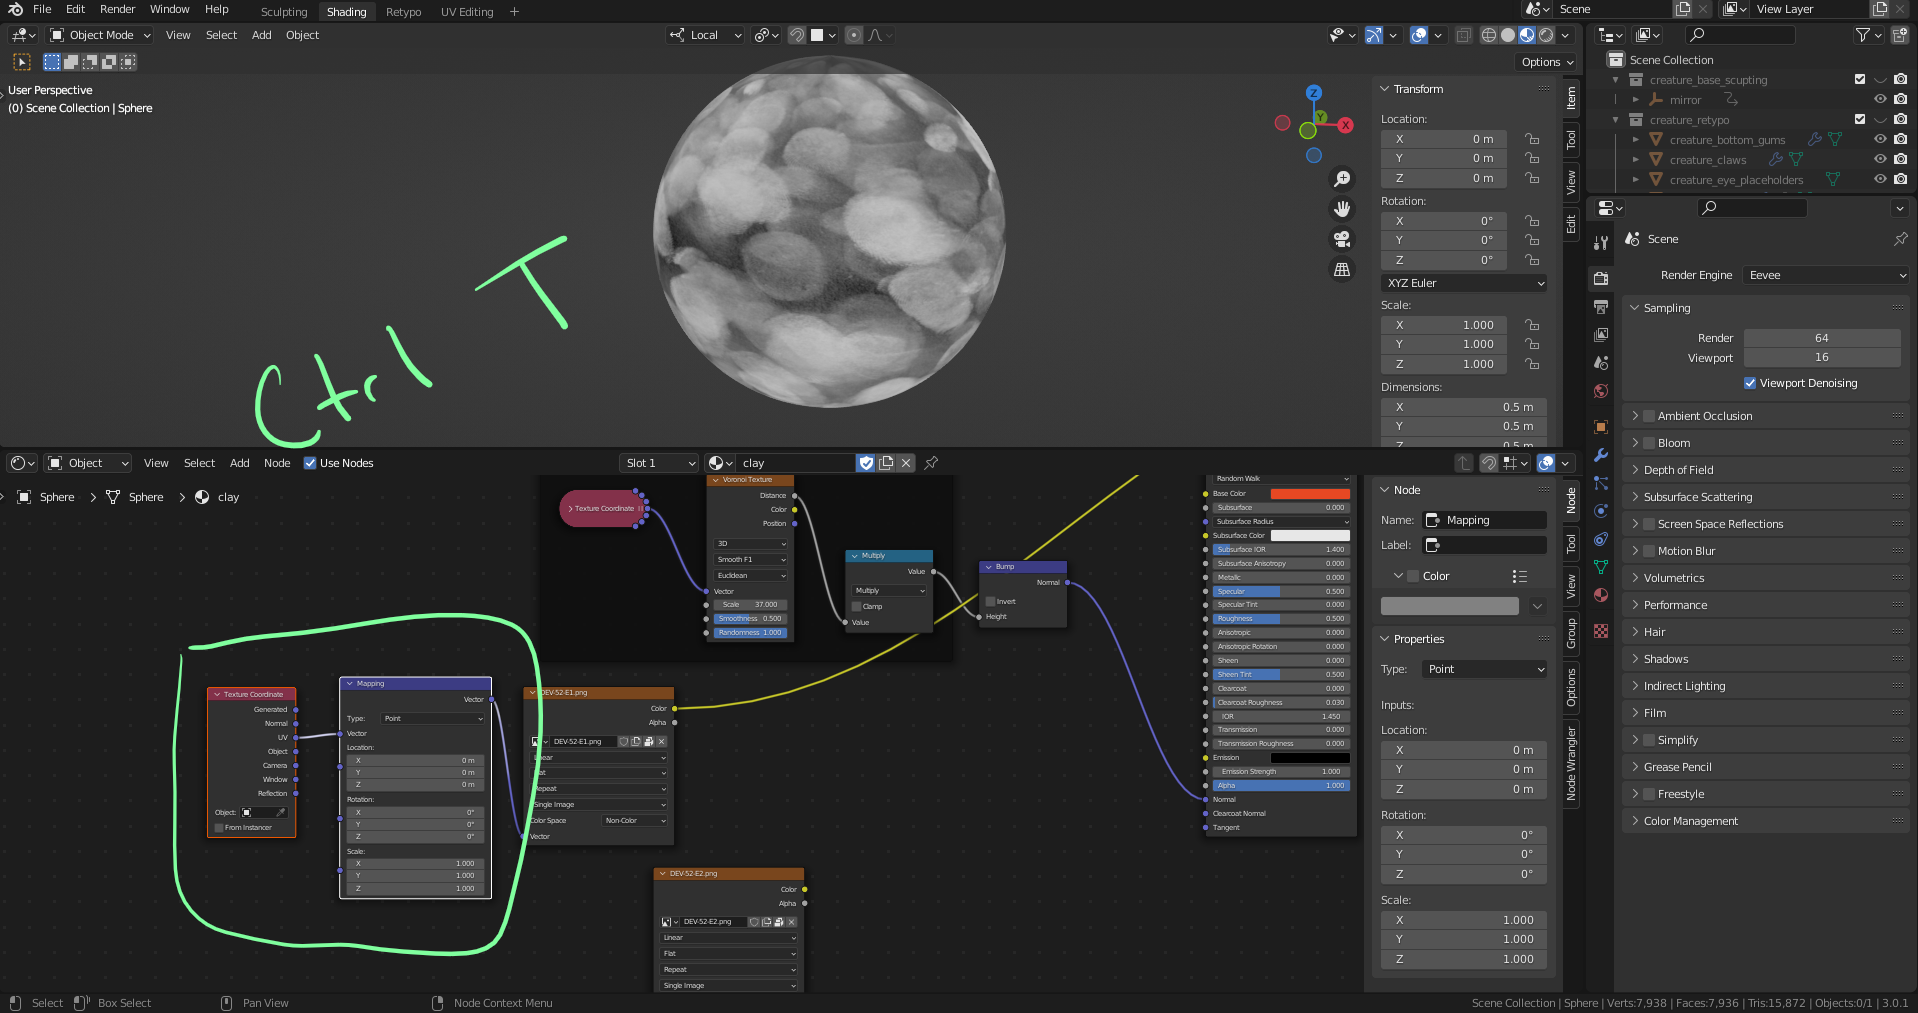 File Edit Render Window Help Sculpting Shading Retypo UV Editing + Scene View Layer
Object Mode View Select Add Object Local
Options
User Perspective
(0) Scene Collection | Sphere
Z
Y
X
Ctrl T
Transform
Location:
X 0 m
Y 0 m
Z 0 m
Rotation:
X 0°
Y 0°
Z 0°
XYZ Euler
Scale:
X 1.000
Y 1.000
Z 1.000
Dimensions:
X 0.5 m
Y 0.5 m
Z 0.5 m
Item
Tool
View
Edit
Scene Collection
creature_base_scupting
mirror
creature_retypo
creature_bottom_gums
creature_claws
creature_eye_placeholders
Scene
Render Engine Eevee
Sampling
Render 64
Viewport 16
Viewport Denoising
Ambient Occlusion
Bloom
Depth of Field
Subsurface Scattering
Screen Space Reflections
Motion Blur
Volumetrics
Performance
Hair
Shadows
Indirect Lighting
Film
Simplify
Grease Pencil
Freestyle
Color Management
Object View Select Add Node Use Nodes Slot 1 clay
Sphere Sphere clay
Texture Coordinate
Voronoi Texture
Distance
Color
Position
3D
Smooth F1
Euclidean
Vector
Scale 37.000
Smoothness 0.500
Randomness 1.000
Multiply
Value
Multiply
Clamp
Value
Bump
Normal
Invert
Height
Random Walk
Base Color
Subsurface 0.000
Subsurface Radius
Subsurface Color
Subsurface IOR 1.400
Subsurface Anisotropy 0.000
Metallic 0.000
Specular 0.500
Specular Tint 0.000
Roughness 0.500
Anisotropic 0.000
Anisotropic Rotation 0.000
Sheen 0.000
Sheen Tint 0.500
Clearcoat 0.000
Clearcoat Roughness 0.030
IOR 1.450
Transmission 0.000
Transmission Roughness 0.000
Emission
Emission Strength 1.000
Alpha 1.000
Normal
Clearcoat Normal
Tangent
Texture Coordinate
Generated
Normal
UV
Object
Camera
Window
Reflection
Object:
From Instancer
Mapping
Vector
Type: Point
Vector
Location:
X 0 m
Y 0 m
Z 0 m
Rotation:
X 0°
Y 0°
Z 0°
Scale:
X 1.000
Y 1.000
Z 1.000
DEV-52-E1.png
Color
Alpha
DEV-52-E1.png
Linear
Flat
Repeat
Single Image
Color Space Non-Color
Vector
DEV-52-E2.png
Color
Alpha
DEV-52-E2.png
Linear
Flat
Repeat
Single Image
Node
Name: Mapping
Label:
Color
Properties
Type: Point
Inputs:
Location:
X 0 m
Y 0 m
Z 0 m
Rotation:
X 0°
Y 0°
Z 0°
Scale:
X 1.000
Y 1.000
Z 1.000
Node
Tool
View
Group
Options
Node Wrangler
Select Box Select Pan View Node Context Menu Scene Collection | Sphere | Verts:7,938 | Faces:7,936 | Tris:15,872 | Objects:0/1 | 3.0.1